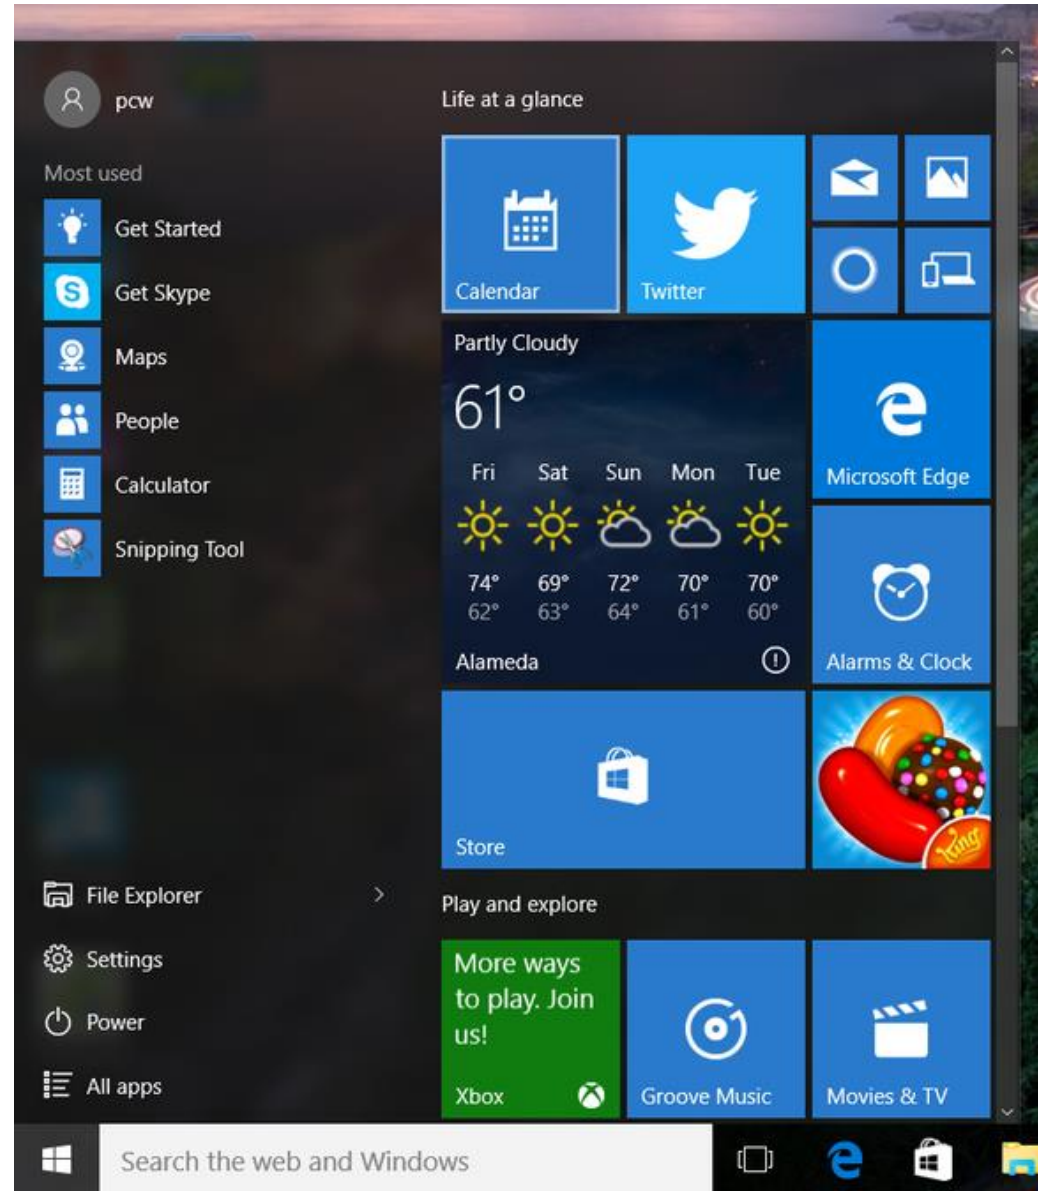 pcw
Most used
Get Started
Get Skype
Maps
People
Calculator
Snipping Tool
File Explorer
Settings
Power
All apps
Life at a glance
Calendar
Twitter
Partly Cloudy
61°
Fri Sat Sun Mon Tue
74° 69° 72° 70° 70°
62° 63° 64° 61° 60°
Alameda
Microsoft Edge
Alarms & Clock
Store
King
Play and explore
More ways
to play. Join
us!
Xbox
Groove Music
Movies & TV
Search the web and Windows